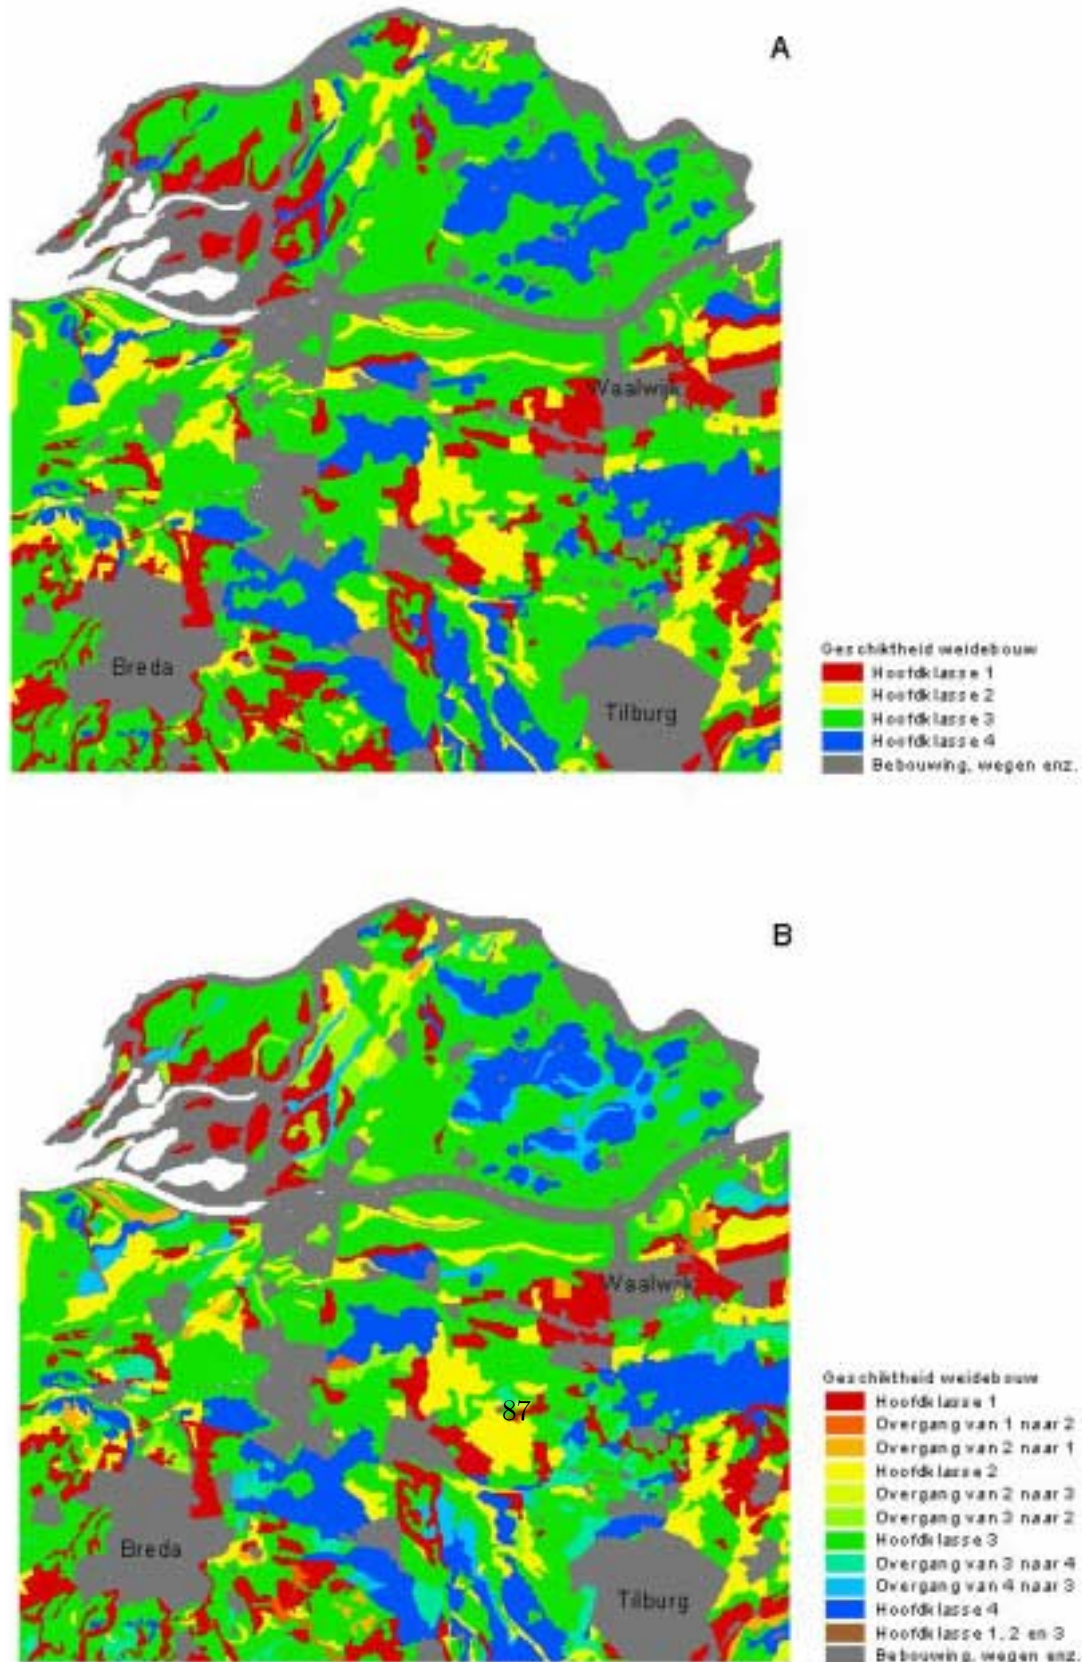 A
Waalwijk
Breda
Tilburg
Geschiktheid weidebouw
Hoofdklasse 1
Hoofdklasse 2
Hoofdklasse 3
Hoofdklasse 4
Bebouwing, wegen enz.
B
Waalwijk
87
Breda
Tilburg
Geschiktheid weidebouw
Hoofdklasse 1
Overgang van 1 naar 2
Overgang van 2 naar 1
Hoofdklasse 2
Overgang van 2 naar 3
Overgang van 3 naar 2
Hoofdklasse 3
Overgang van 3 naar 4
Overgang van 4 naar 3
Hoofdklasse 4
Hoofdklasse 1, 2 en 3
Bebouwing, wegen enz.